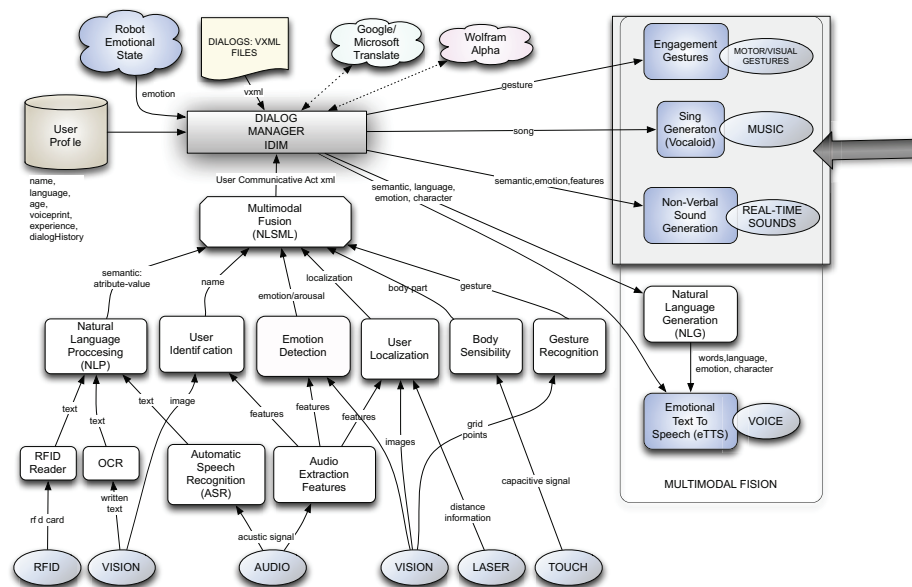 Robot
Emotional
State
DIALOGS: VXML
FILES
Google/
Microsoft
Translate
Wolfram
Alpha
Engagement
Gestures
MOTOR/VISUAL
GESTURES
emotion
vxml
gesture
User
Profle
DIALOG
MANAGER
IDIM
song
Sing
Generaton
(Vocaloid)
MUSIC
name,
language,
age,
voiceprint,
experience,
dialogHistory
User Communicative Act xml
semantic, language,
emotion, character
semantic,emotion,features
Multimodal
Fusion
(NLSML)
Non-Verbal
Sound
Generation
REAL-TIME
SOUNDS
semantic:
atribute-value
name
emotion/arousal
localization
body part
gesture
Natural
Language
Proccesing
(NLP)
User
Identif cation
Emotion
Detection
User
Localization
Body
Sensibility
Gesture
Recognition
Natural
Language
Generation
(NLG)
words,language,
emotion, character
text
text
text
image
features
features
features
images
grid
points
Emotional
Text To
Speech (eTTS)
VOICE
RFID
Reader
OCR
Automatic
Speech
Recognition
(ASR)
Audio
Extraction
Features
capacitive signal
MULTIMODAL FISION
rf d card
written
text
acustic signal
distance
information
RFID
VISION
AUDIO
VISION
LASER
TOUCH